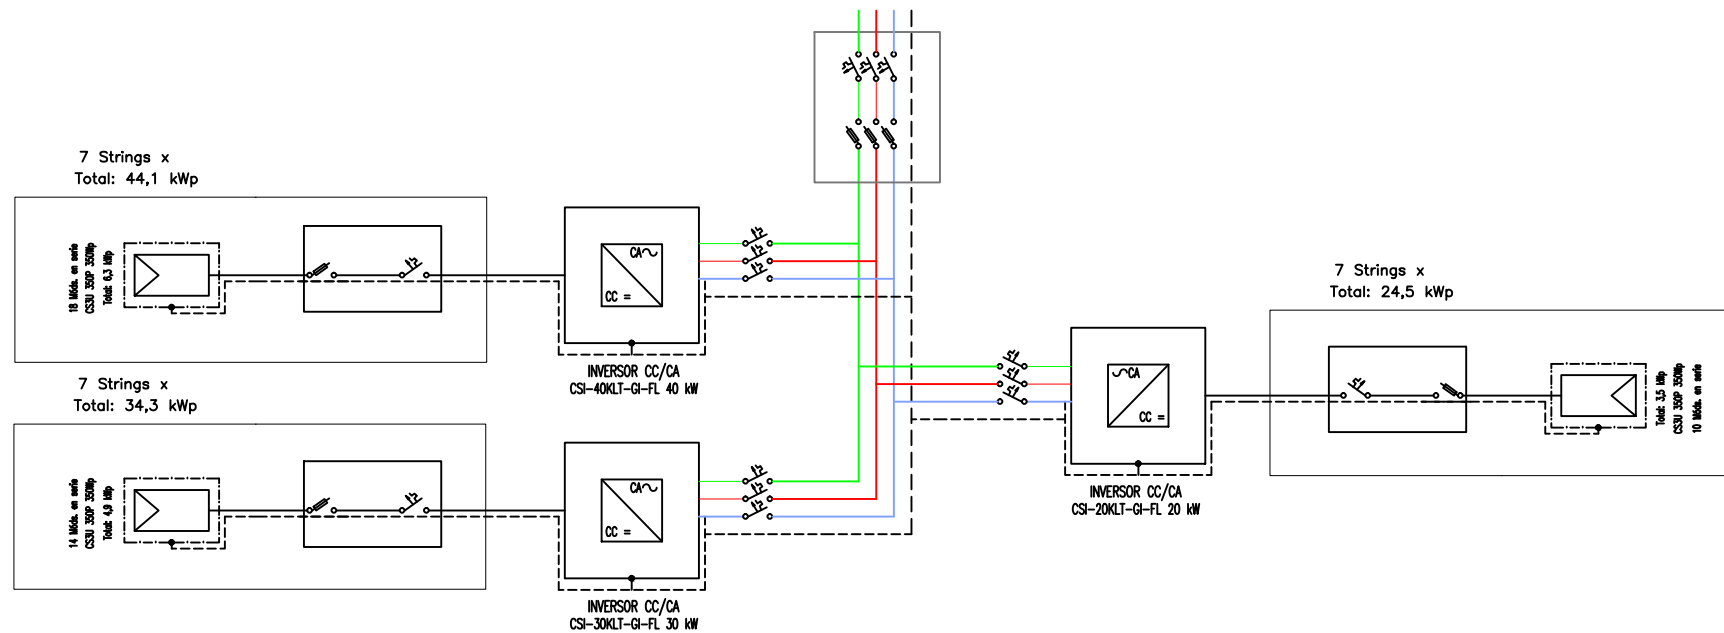 7 Strings x
Total: 44,1 kWp
18 Móds. en serie
CS3U 350P 350Wp
Total: 6,3 kWp
CA
CC =
INVERSOR CC/CA
CSI-40KLT-GI-FL 40 kW
7 Strings x
Total: 34,3 kWp
14 Móds. en serie
CS3U 350P 350Wp
Total: 4,9 kWp
CA
CC =
INVERSOR CC/CA
CSI-30KLT-GI-FL 30 kW
7 Strings x
Total: 24,5 kWp
CA
CC =
INVERSOR CC/CA
CSI-20KLT-GI-FL 20 kW
Total: 3,5 kWp
CS3U 350P 350Wp
10 Móds. en serie